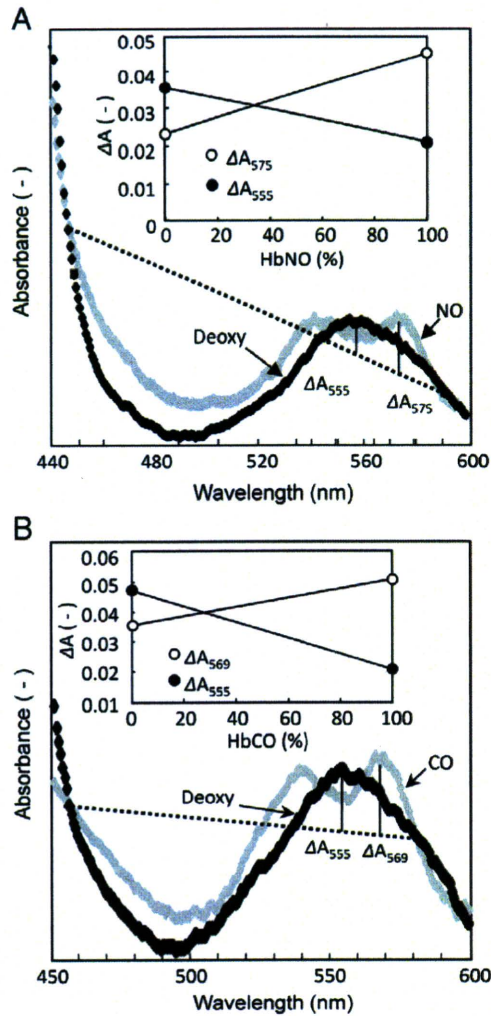 A
0.05
0.04
0.03
0.02
0.01
0
ΔA ( - )
ΔA575
ΔA555
0 20 40 60 80 100
HbNO (%)
Absorbance ( - )
Deoxy
NO
ΔA555
ΔA575
440 480 520 560 600
Wavelength (nm)
B
0.06
0.05
0.04
0.03
0.02
0.01
ΔA ( - )
ΔA569
ΔA555
0 20 40 60 80 100
HbCO (%)
Absorbance ( - )
Deoxy
CO
ΔA555
ΔA569
450 500 550 600
Wavelength (nm)